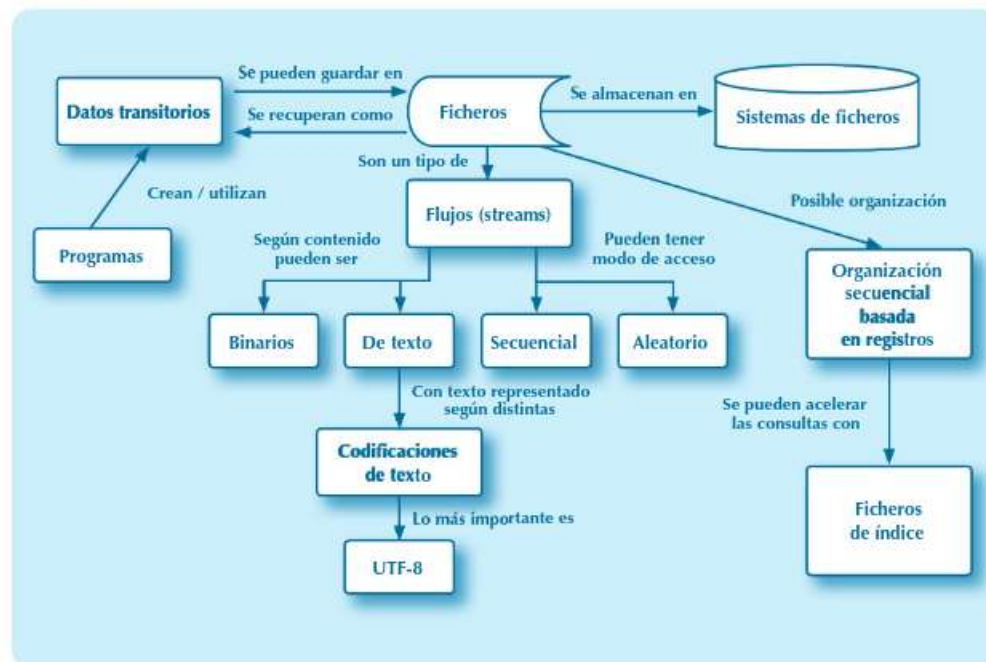 Se pueden guardar en
Datos transitorios
Se recuperan como
Ficheros
Se almacenan en
Sistemas de ficheros
Son un tipo de
Crean / utilizan
Flujos (streams)
Posible organización
Programas
Según contenido
pueden ser
Pueden tener
modo de acceso
Organización
secuencial
basada
en registros
Binarios
De texto
Secuencial
Aleatorio
Con texto representado
según distintas
Se pueden acelerar
las consultas con
Codificaciones
de texto
Lo más importante es
Ficheros
de índice
UTF-8